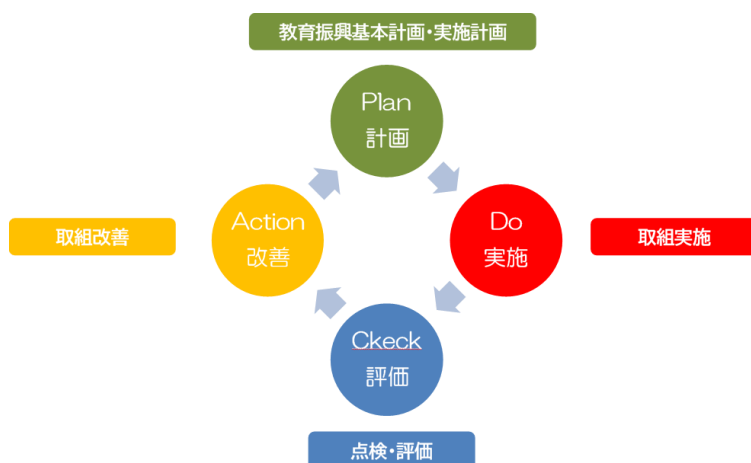 教育振興基本計画・実施計画
Plan
計画
取組改善
Action
改善
Do
実施
取組実施
Ckeck
評価
点検・評価